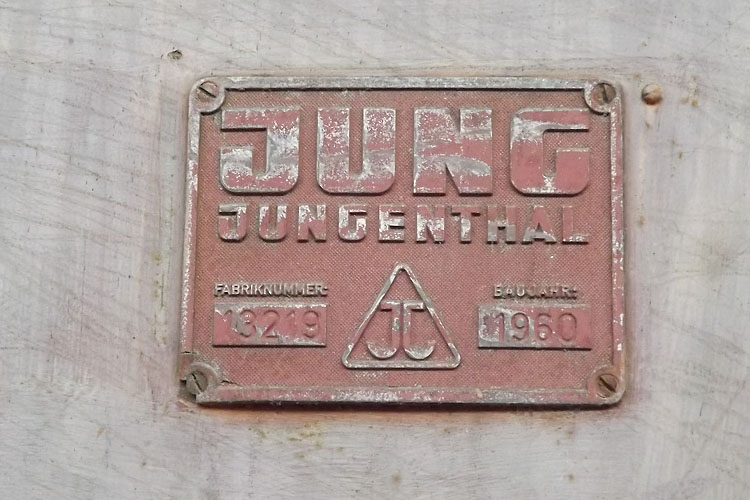 JUNG
JUNGENTHAL
FABRIKNUMMER: BAUJAHR:
13219 1960